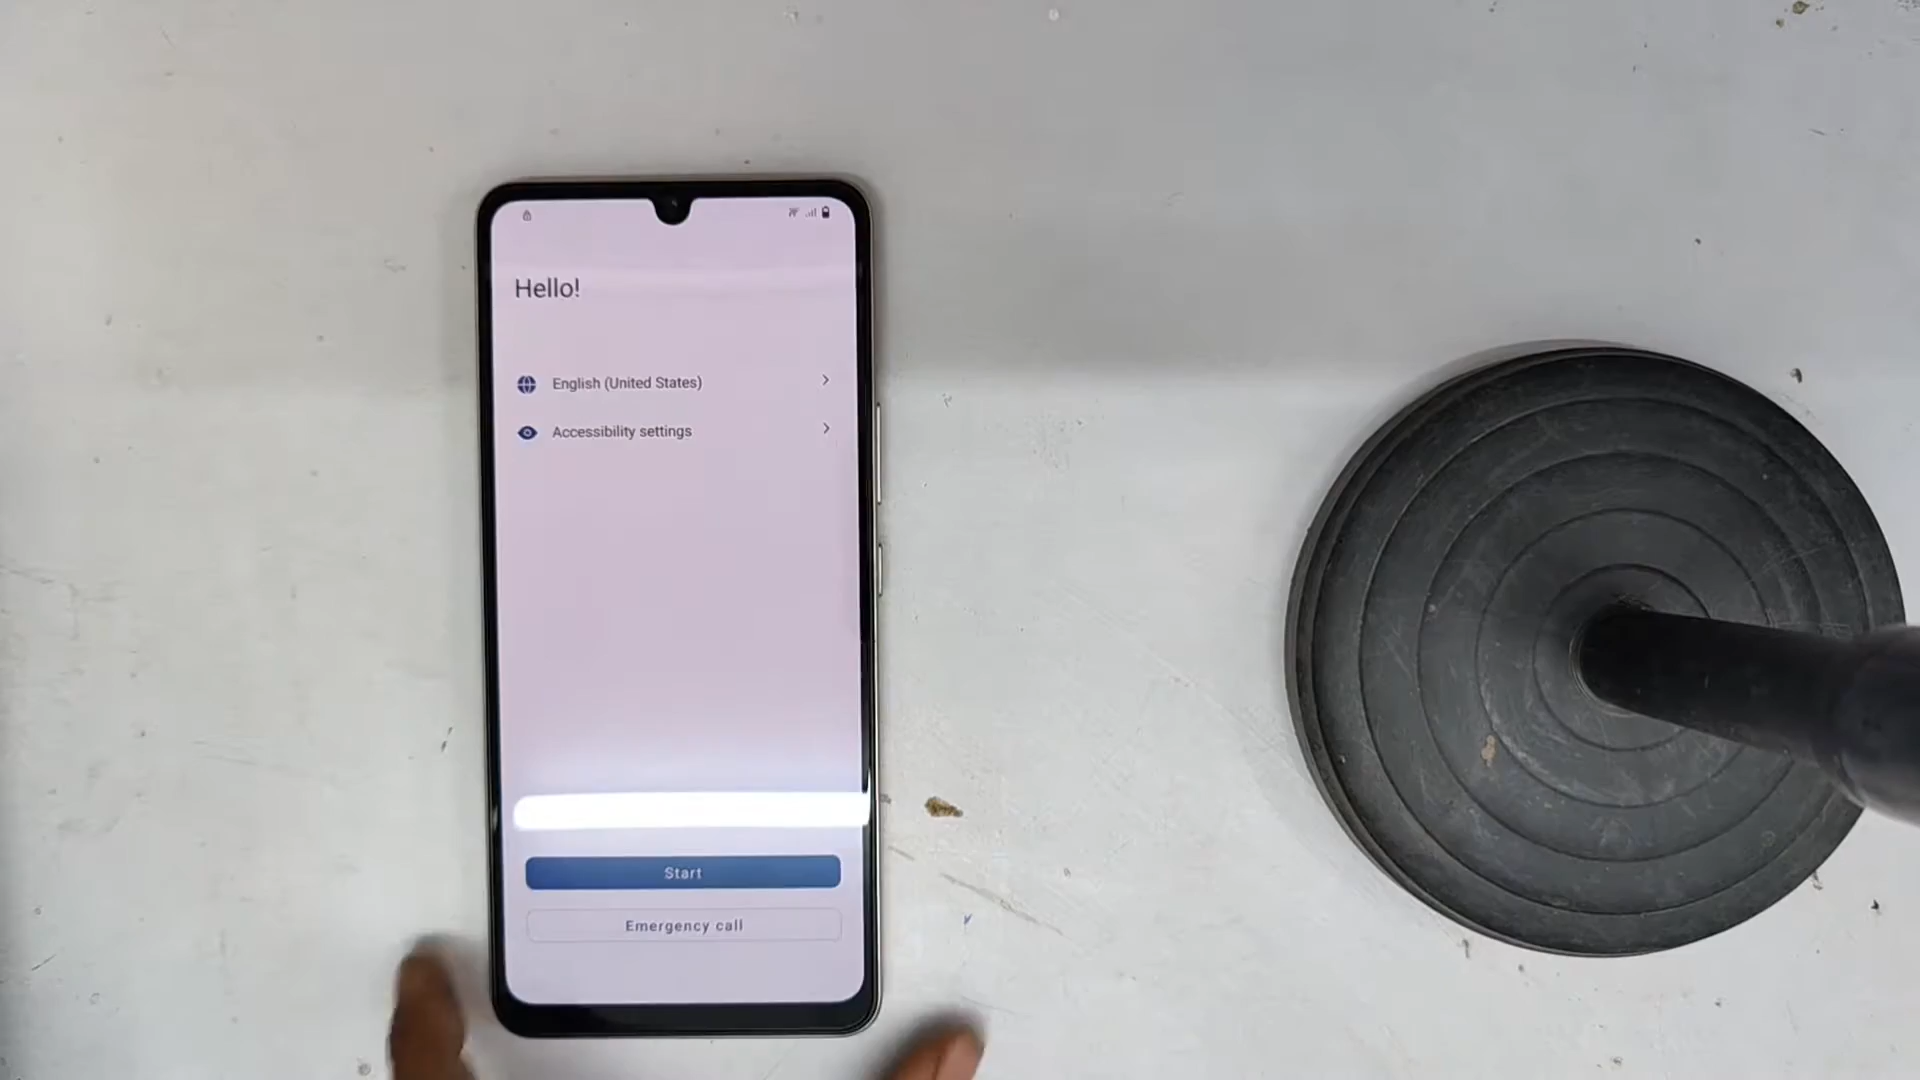 Hello!
English (United States)
Accessibility settings
Start
Emergency call